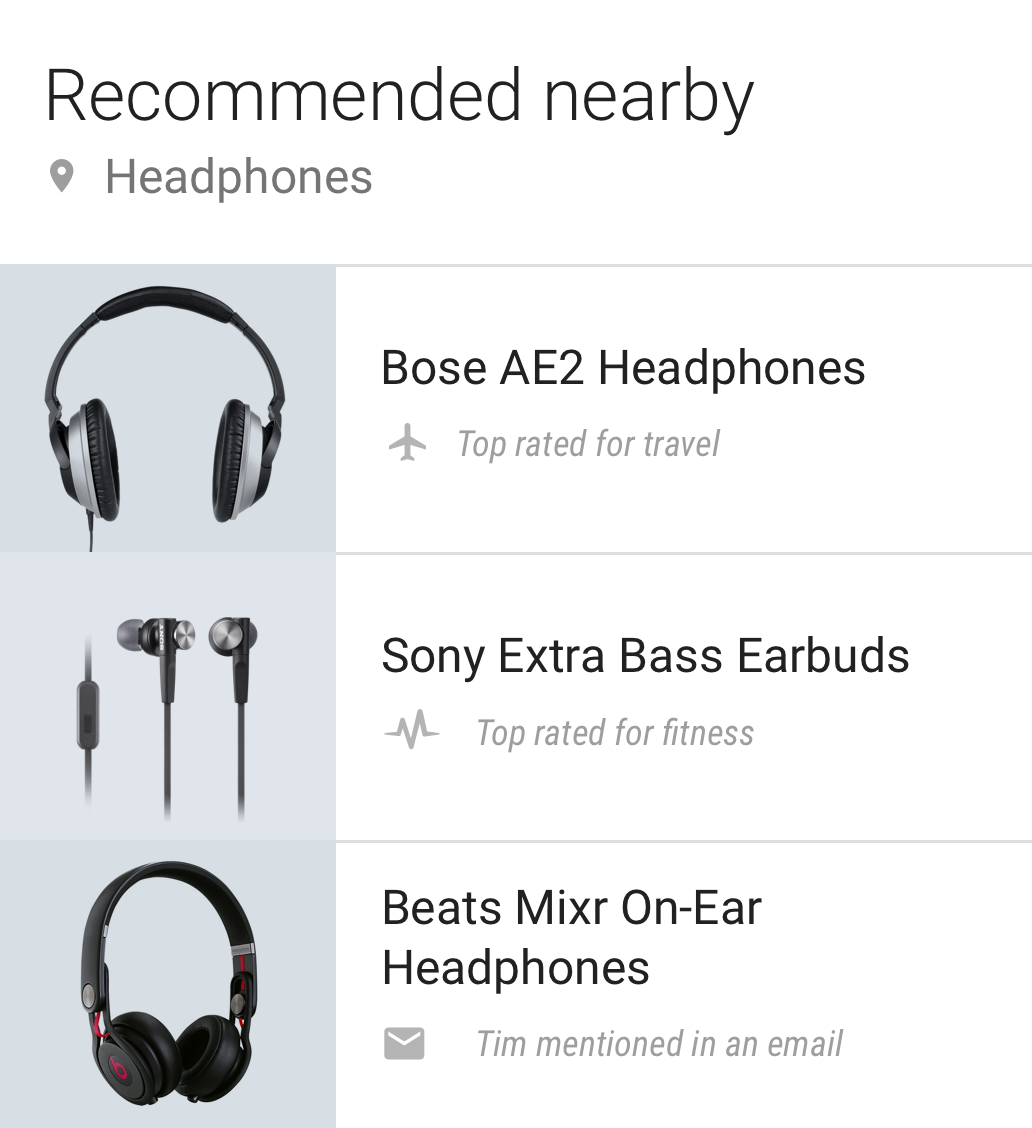 Recommended nearby
Headphones
Bose AE2 Headphones
Top rated for travel
SONY
Sony Extra Bass Earbuds
Top rated for fitness
Beats Mixr On-Ear
Headphones
Tim mentioned in an email